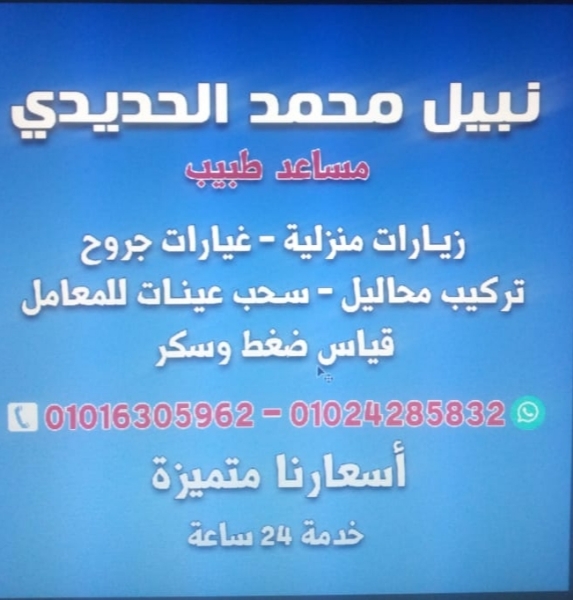 نبيل محمد الحديدي
مساعد طبيب
زيارات منزلية - غيارات جروح
تركيب محاليل - سحب عينات للمعامل
قياس ضغط وسكر
01016305962 - 01024285832
أسعارنا متميزة
خدمة 24 ساعة